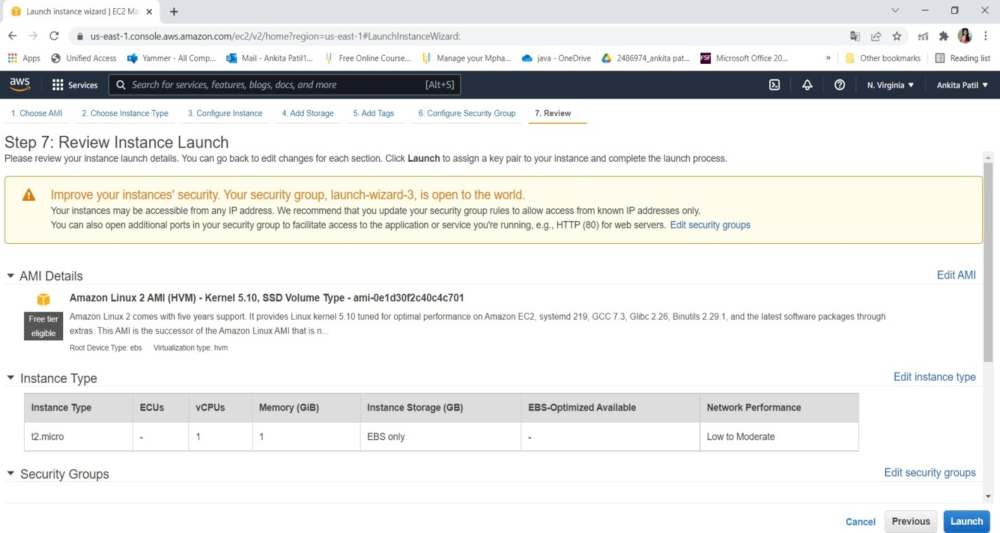 Launch instance wizard | EC2 Ma
us-east-1.console.aws.amazon.com/ec2/v2/home?region=us-east-1#LaunchInstanceWizard:
Apps Unified Access Yammer - All Comp... Mail - Ankita Patil1... Free Online Course... Manage your Mpha... java - OneDrive 2486974_ankita pat... FSF Microsoft Office 20... » Other bookmarks Reading list
aws Services Search for services, features, blogs, docs, and more [Alt+S] N. Virginia Ankita Patil
1. Choose AMI 2. Choose Instance Type 3. Configure Instance 4. Add Storage 5. Add Tags 6. Configure Security Group 7. Review
Step 7: Review Instance Launch
Please review your instance launch details. You can go back to edit changes for each section. Click Launch to assign a key pair to your instance and complete the launch process.
Improve your instances' security. Your security group, launch-wizard-3, is open to the world.
Your instances may be accessible from any IP address. We recommend that you update your security group rules to allow access from known IP addresses only.
You can also open additional ports in your security group to facilitate access to the application or service you're running, e.g., HTTP (80) for web servers. Edit security groups
AMI Details Edit AMI
Amazon Linux 2 AMI (HVM) - Kernel 5.10, SSD Volume Type - ami-0e1d30f2c40c4c701
Free tier eligible
Amazon Linux 2 comes with five years support. It provides Linux kernel 5.10 tuned for optimal performance on Amazon EC2, systemd 219, GCC 7.3, Glibc 2.26, Binutils 2.29.1, and the latest software packages through
extras. This AMI is the successor of the Amazon Linux AMI that is n...
Root Device Type: ebs Virtualization type: hvm
Instance Type Edit instance type
Instance Type ECUs vCPUs Memory (GiB) Instance Storage (GB) EBS-Optimized Available Network Performance
t2.micro - 1 1 EBS only - Low to Moderate
Security Groups Edit security groups
Cancel Previous Launch